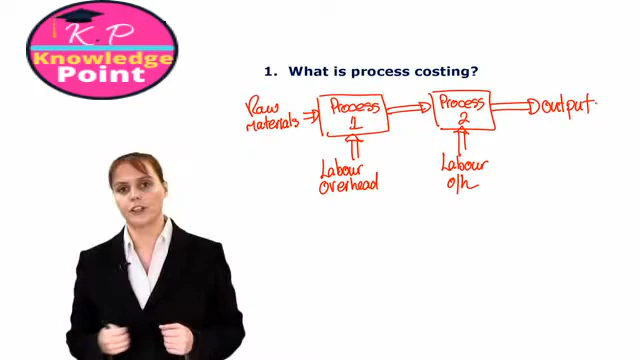 K.P
Knowledge
Point
1. What is process costing?
Raw
materials
Process
1
Process
2
output
Labour
overhead
Labour
o/h